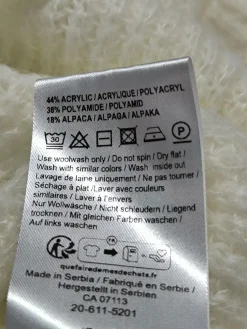 44% ACRYLIC / ACRYLIQUE / POLYACRYL
38% POLYAMIDE / POLYAMID
18% ALPACA / ALPAGA / ALPAKA
30 P
Use woolwash only / Do not spin / Dry flat /
Wash with similar colors / Wash inside out
Lavage de laine uniquement / Ne pas tourner /
Séchage à plat / Laver avec couleurs
similaires / Laver à l'envers
Nur Wollwäsche / Nicht schleudern / Liegend
trocknen / Mit gleichen Farben waschen /
Auf links waschen
FR
quefairedemesdechets.fr
Made in Serbia / Fabriqué en Serbie /
Hergestellt in Serbien
CA 07113
20-611-5201